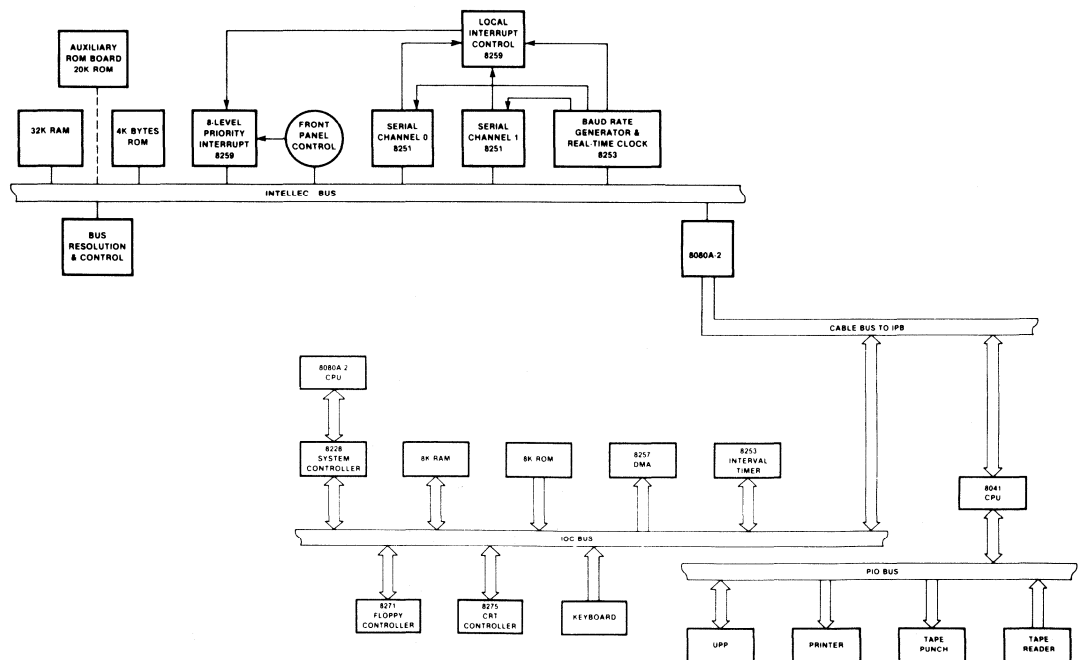 LOCAL
INTERRUPT
CONTROL
8259
AUXILIARY
ROM BOARD
20K ROM
32K RAM
4K BYTES
ROM
8-LEVEL
PRIORITY
INTERRUPT
8259
FRONT
PANEL
CONTROL
SERIAL
CHANNEL 0
8251
SERIAL
CHANNEL 1
8251
BAUD RATE
GENERATOR &
REAL-TIME CLOCK
8253
INTELLEC BUS
BUS
RESOLUTION
& CONTROL
8080A-2
CABLE BUS TO IPB
8080A-2
CPU
8228
SYSTEM
CONTROLLER
8K RAM
8K ROM
8257
DMA
8253
INTERVAL
TIMER
8041
CPU
IOC BUS
PIO BUS
8271
FLOPPY
CONTROLLER
8275
CRT
CONTROLLER
KEYBOARD
UPP
PRINTER
TAPE
PUNCH
TAPE
READER